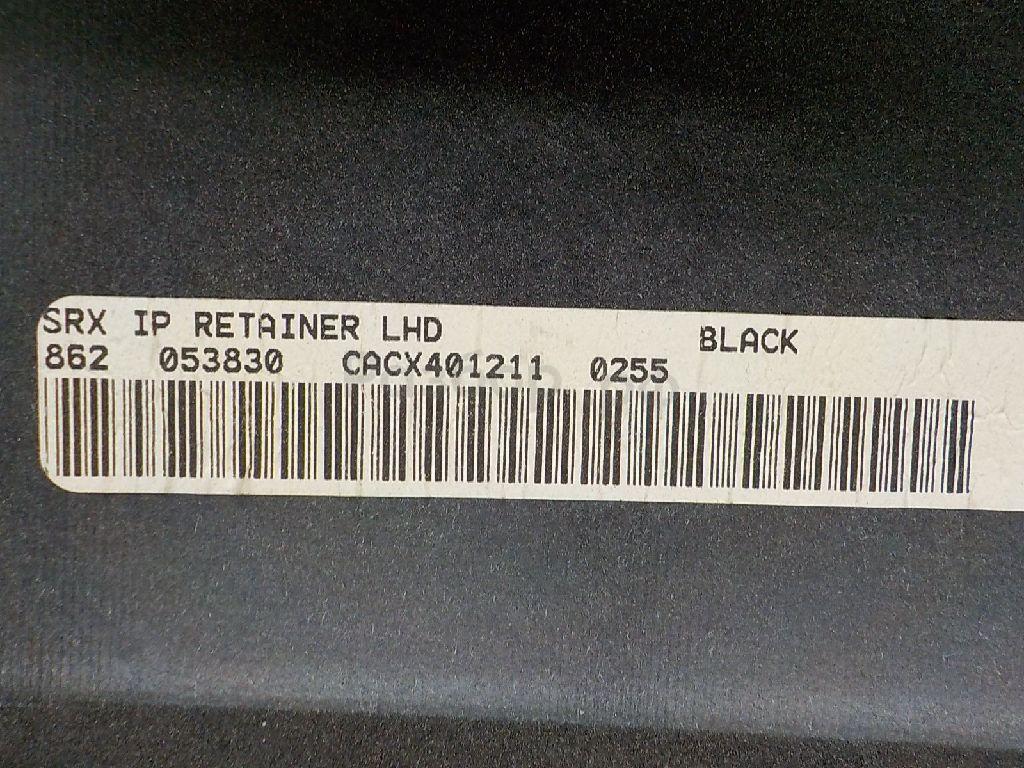 SRX IP RETAINER LHD BLACK
862 053830 CACX401211 0255